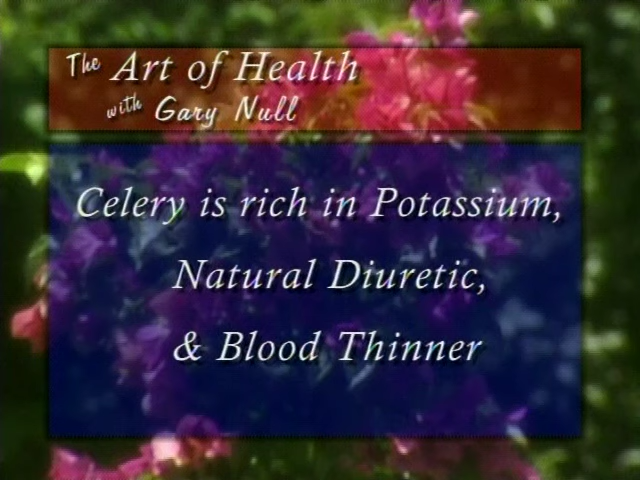 The Art of Health
with Gary Null
Celery is rich in Potassium,
Natural Diuretic,
& Blood Thinner